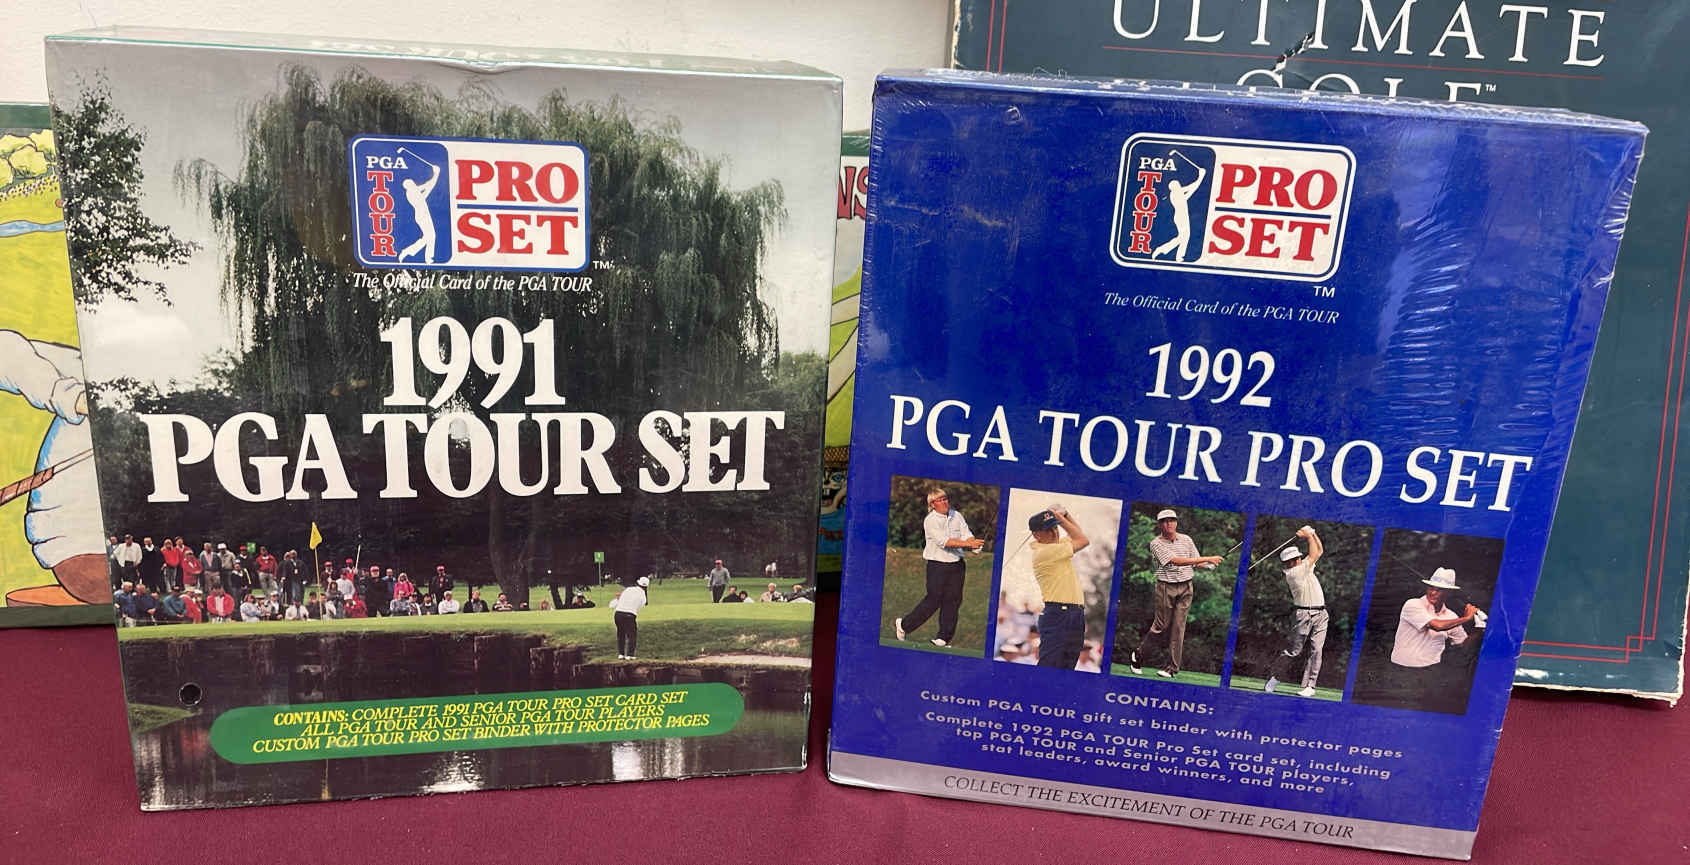 ULTIMATE
GOLF™
PGA
TOUR
PRO
SET
TM
The Official Card of the PGA TOUR
1991
PGA TOUR SET
CONTAINS: COMPLETE 1991 PGA TOUR PRO SET CARD SET
ALL PGA TOUR AND SENIOR PGA TOUR PLAYERS
CUSTOM PGA TOUR PRO SET BINDER WITH PROTECTOR PAGES
PGA
TOUR
PRO
SET
TM
The Official Card of the PGA TOUR
1992
PGA TOUR PRO SET
CONTAINS:
Custom PGA TOUR gift set binder with protector pages
Complete 1992 PGA TOUR Pro Set card set, including
top PGA TOUR and Senior PGA TOUR players,
stat leaders, award winners, and more
COLLECT THE EXCITEMENT OF THE PGA TOUR